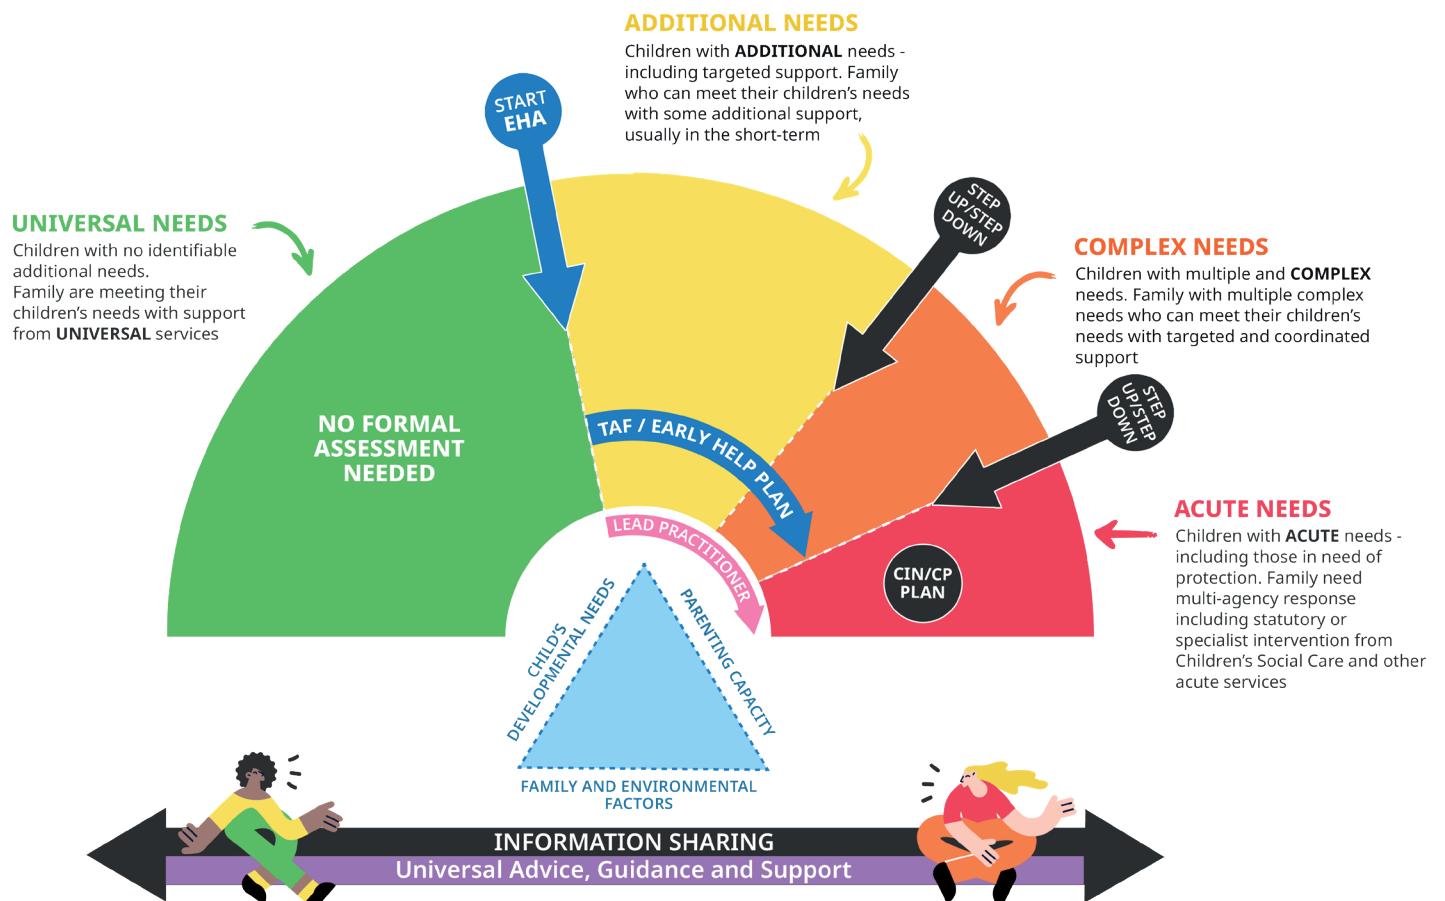 ADDITIONAL NEEDS
Children with ADDITIONAL needs -
including targeted support. Family
who can meet their children's needs
with some additional support,
usually in the short-term
START
EHA
STEP
UP/STEP
DOWN
UNIVERSAL NEEDS
Children with no identifiable
additional needs.
Family are meeting their
children's needs with support
from UNIVERSAL services
COMPLEX NEEDS
Children with multiple and COMPLEX
needs. Family with multiple complex
needs who can meet their children's
needs with targeted and coordinated
support
STEP
UP/STEP
DOWN
NO FORMAL
ASSESSMENT
NEEDED
TAF / EARLY HELP PLAN
LEAD PRACTITIONER
ACUTE NEEDS
Children with ACUTE needs -
including those in need of
protection. Family need
multi-agency response
including statutory or
specialist intervention from
Children's Social Care and other
acute services
CIN/CP
PLAN
CHILD'S
DEVELOPMENTAL NEEDS
PARENTING CAPACITY
FAMILY AND ENVIRONMENTAL
FACTORS
INFORMATION SHARING
Universal Advice, Guidance and Support